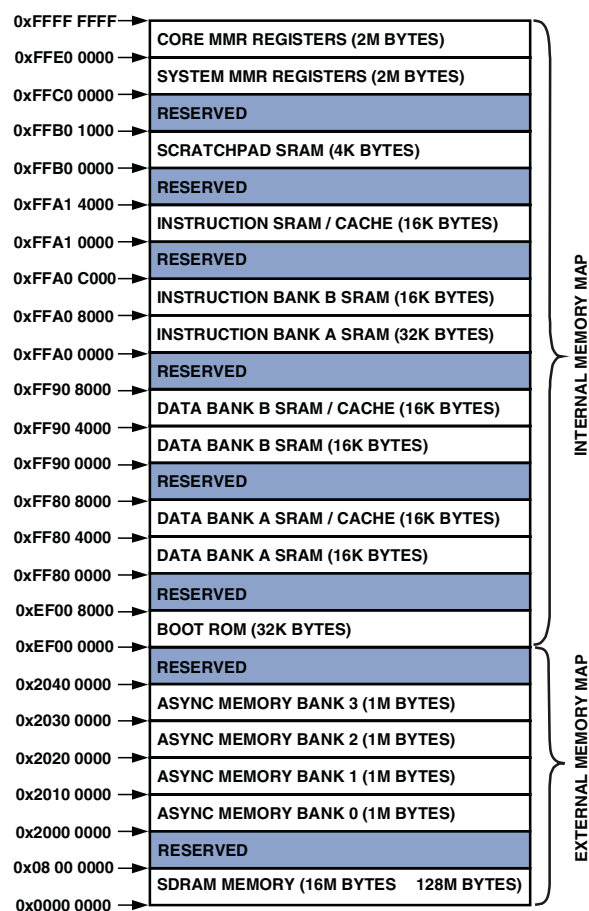 0xFFFF FFFF
CORE MMR REGISTERS (2M BYTES)
0xFFE0 0000
SYSTEM MMR REGISTERS (2M BYTES)
0xFFC0 0000
RESERVED
0xFFB0 1000
SCRATCHPAD SRAM (4K BYTES)
0xFFB0 0000
RESERVED
0xFFA1 4000
INSTRUCTION SRAM / CACHE (16K BYTES)
0xFFA1 0000
RESERVED
0xFFA0 C000
INSTRUCTION BANK B SRAM (16K BYTES)
0xFFA0 8000
INSTRUCTION BANK A SRAM (32K BYTES)
0xFFA0 0000
RESERVED
0xFF90 8000
DATA BANK B SRAM / CACHE (16K BYTES)
0xFF90 4000
DATA BANK B SRAM (16K BYTES)
0xFF90 0000
RESERVED
0xFF80 8000
DATA BANK A SRAM / CACHE (16K BYTES)
0xFF80 4000
DATA BANK A SRAM (16K BYTES)
0xFF80 0000
RESERVED
0xEF00 8000
BOOT ROM (32K BYTES)
0xEF00 0000
RESERVED
0x2040 0000
ASYNC MEMORY BANK 3 (1M BYTES)
0x2030 0000
ASYNC MEMORY BANK 2 (1M BYTES)
0x2020 0000
ASYNC MEMORY BANK 1 (1M BYTES)
0x2010 0000
ASYNC MEMORY BANK 0 (1M BYTES)
0x2000 0000
RESERVED
0x08 00 0000
SDRAM MEMORY (16M BYTES 128M BYTES)
0x0000 0000
INTERNAL MEMORY MAP
EXTERNAL MEMORY MAP